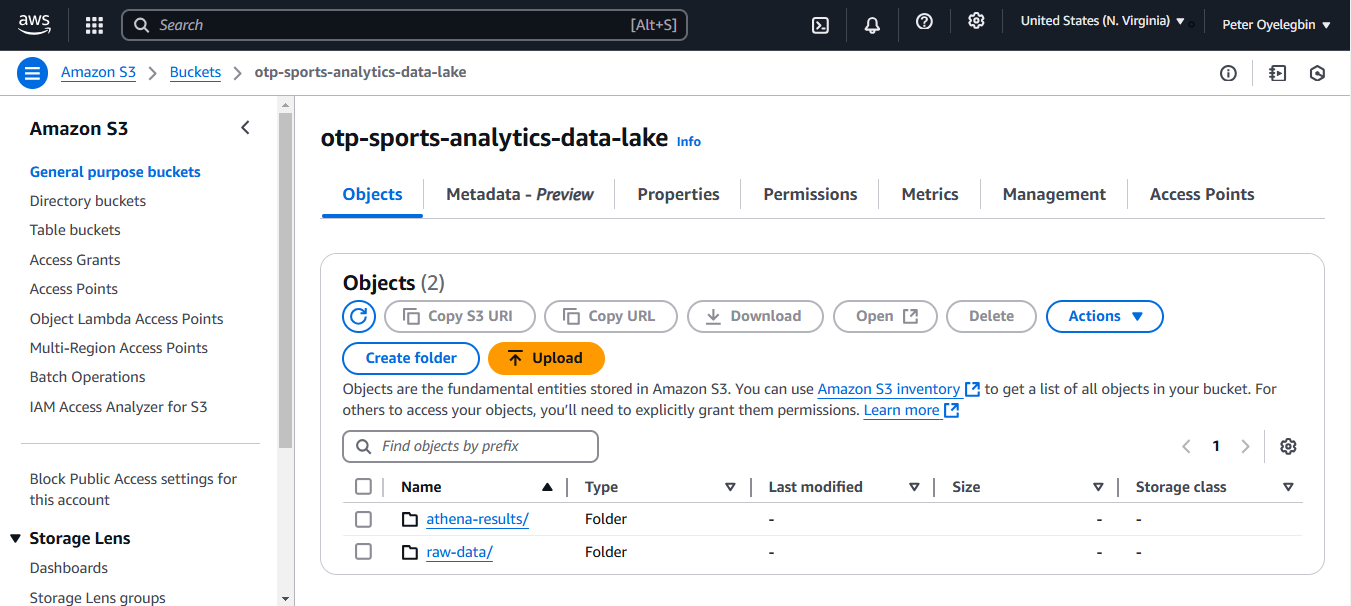 aws
Search [Alt+S]
United States (N. Virginia)
Peter Oyelegbin
Amazon S3
Buckets
otp-sports-analytics-data-lake
Amazon S3
General purpose buckets
Directory buckets
Table buckets
Access Grants
Access Points
Object Lambda Access Points
Multi-Region Access Points
Batch Operations
IAM Access Analyzer for S3
Block Public Access settings for
this account
Storage Lens
Dashboards
Storage Lens groups
otp-sports-analytics-data-lake Info
Objects
Metadata - Preview
Properties
Permissions
Metrics
Management
Access Points
Objects (2)
Copy S3 URI
Copy URL
Download
Open
Delete
Actions
Create folder
Upload
Objects are the fundamental entities stored in Amazon S3. You can use Amazon S3 inventory to get a list of all objects in your bucket. For
others to access your objects, you’ll need to explicitly grant them permissions. Learn more
Find objects by prefix
1
Name Type Last modified Size Storage class
athena-results/ Folder - - -
raw-data/ Folder - - -